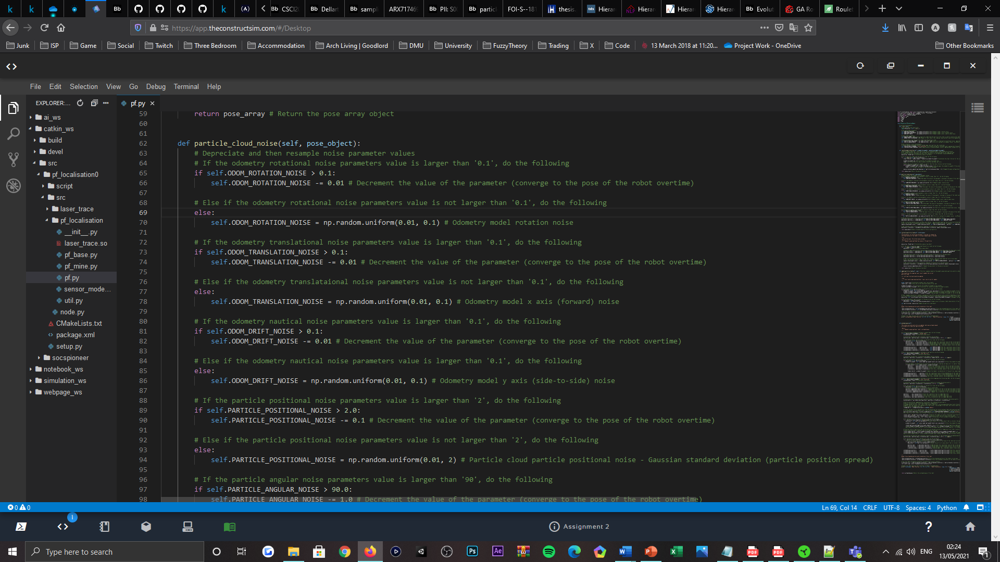 k
k
Bb
k
(Λ)
Bb CSCI2(
Bb Dellart
Bb sampl
ARX717469
Bb PII: S0(
Bb particl
FOI-S--181
thesis.
tds Hierar
NLP Hierar
Hierar
Hierar
Bb Evolut
GA Ro
Roulet
https://app.theconstructsim.com/#/Desktop
Junk
ISP
Game
Social
Twitch
Three Bedroom
Accommodation
Arch Living | Goodlord
DMU
University
FuzzyTheory
Trading
X
Code
13 March 2018 at 11:20...
Project Work - OneDrive
Other Bookmarks
File Edit Selection View Go Debug Terminal Help
EXPLORER:...
ai_ws
catkin_ws
build
devel
src
pf_localisation0
script
src
laser_trace
pf_localisation
__init__.py
laser_trace.so
pf_base.py
pf_mine.py
pf.py
sensor_mode...
util.py
node.py
CMakeLists.txt
package.xml
setup.py
socspioneer
notebook_ws
simulation_ws
webpage_ws
pf.py
59 return pose_array # Return the pose array object
60
61
62 def particle_cloud_noise(self, pose_object):
63 # Depreciate and then resample noise parameter values
64 # If the odometry rotational noise parameters value is larger than '0.1', do the following
65 if self.ODOM_ROTATION_NOISE > 0.1:
66 self.ODOM_ROTATION_NOISE -= 0.01 # Decrement the value of the parameter (converge to the pose of the robot overtime)
67
68 # Else if the odometry rotational noise parameters value is not larger than '0.1', do the following
69 else:
70 self.ODOM_ROTATION_NOISE = np.random.uniform(0.01, 0.1) # Odometry model rotation noise
71
72 # If the odometry translational noise parameters value is larger than '0.1', do the following
73 if self.ODOM_TRANSLATION_NOISE > 0.1:
74 self.ODOM_TRANSLATION_NOISE -= 0.01 # Decrement the value of the parameter (converge to the pose of the robot overtime)
75
76 # Else if the odometry translataional noise parameters value is not larger than '0.1', do the following
77 else:
78 self.ODOM_TRANSLATION_NOISE = np.random.uniform(0.01, 0.1) # Odometry model x axis (forward) noise
79
80 # If the odometry nautical noise parameters value is larger than '0.1', do the following
81 if self.ODOM_DRIFT_NOISE > 0.1:
82 self.ODOM_DRIFT_NOISE -= 0.01 # Decrement the value of the parameter (converge to the pose of the robot overtime)
83
84 # Else if the odometry nautical noise parameters value is larger than '0.1', do the following
85 else:
86 self.ODOM_DRIFT_NOISE = np.random.uniform(0.01, 0.1) # Odometry model y axis (side-to-side) noise
87
88 # If the particle positional noise parameters value is larger than '2', do the following
89 if self.PARTICLE_POSITIONAL_NOISE > 2.0:
90 self.PARTICLE_POSITIONAL_NOISE -= 0.1 # Decrement the value of the parameter (converge to the pose of the robot overtime)
91
92 # Else if the particle positional noise parameters value is not larger than '2', do the following
93 else:
94 self.PARTICLE_POSITIONAL_NOISE = np.random.uniform(0.01, 2) # Particle cloud particle positional noise - Gaussian standard deviation (particle position spread)
95
96 # If the particle angular noise parameters value is larger than '90', do the following
97 if self.PARTICLE_ANGULAR_NOISE > 90.0:
98 self.PARTICLE_ANGULAR_NOISE -= 1.0 # Decrement the value of the parameter (converge to the pose of the robot overtime)
0 0
Ln 69, Col 14 CRLF UTF-8 Spaces: 4 Python
1
Assignment 2
?
Type here to search
Ps
Ae
ENG
02:24
13/05/2021
1